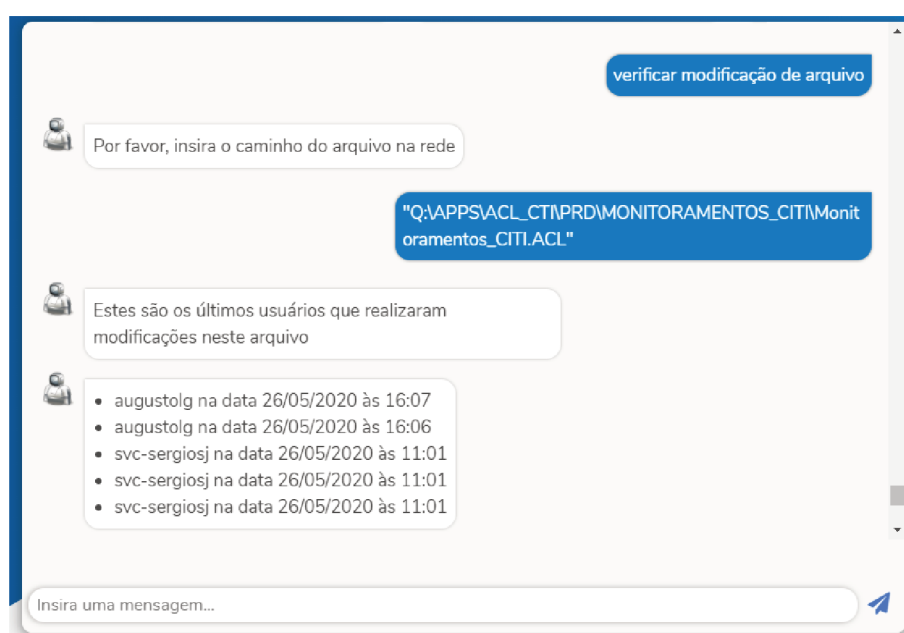 verificar modificação de arquivo
Por favor, insira o caminho do arquivo na rede
"Q:\APPS\ACL_CTI\PRD\MONITORAMENTOS_CITI\Monit
oramentos_CITI.ACL"
Estes são os últimos usuários que realizaram
modificações neste arquivo
• augustolg na data 26/05/2020 às 16:07
• augustolg na data 26/05/2020 às 16:06
• svc-sergiosj na data 26/05/2020 às 11:01
• svc-sergiosj na data 26/05/2020 às 11:01
• svc-sergiosj na data 26/05/2020 às 11:01
Insira uma mensagem...